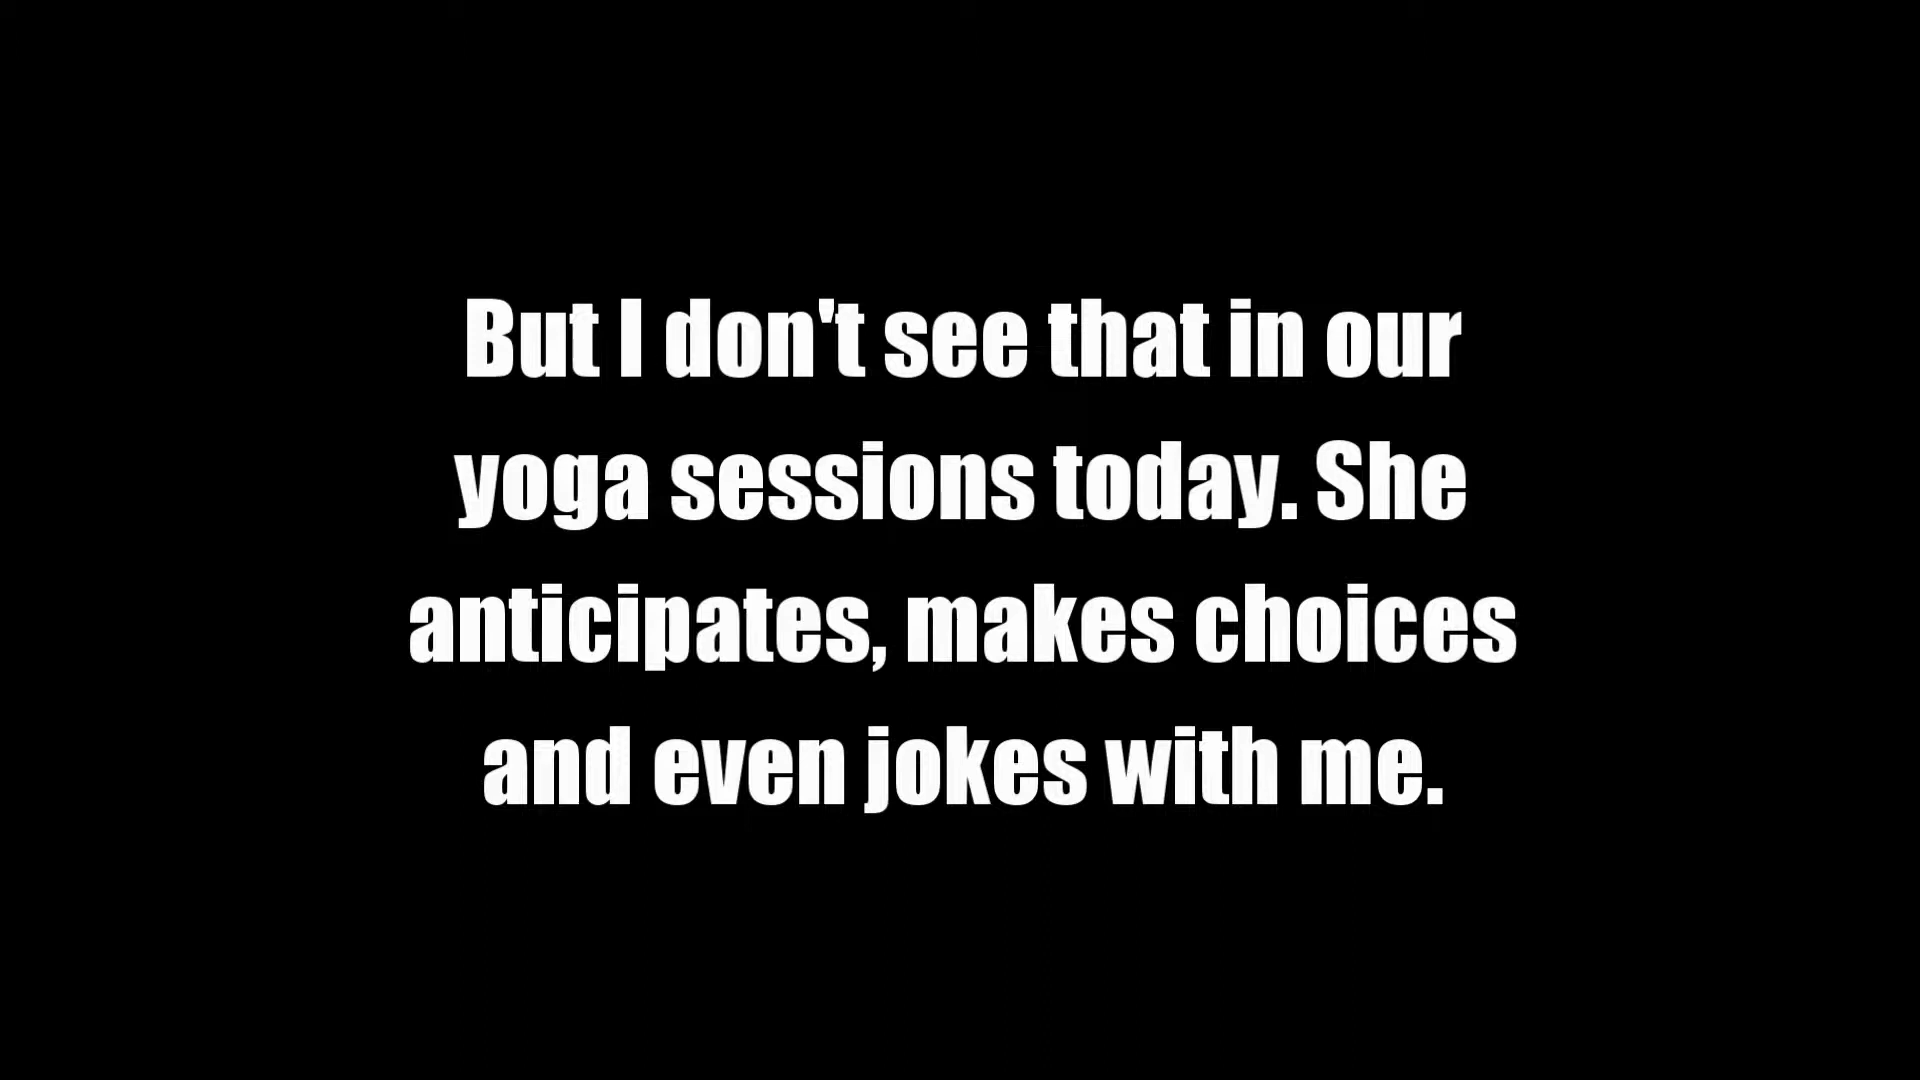 But I don't see that in our
yoga sessions today. She
anticipates, makes choices
and even jokes with me.